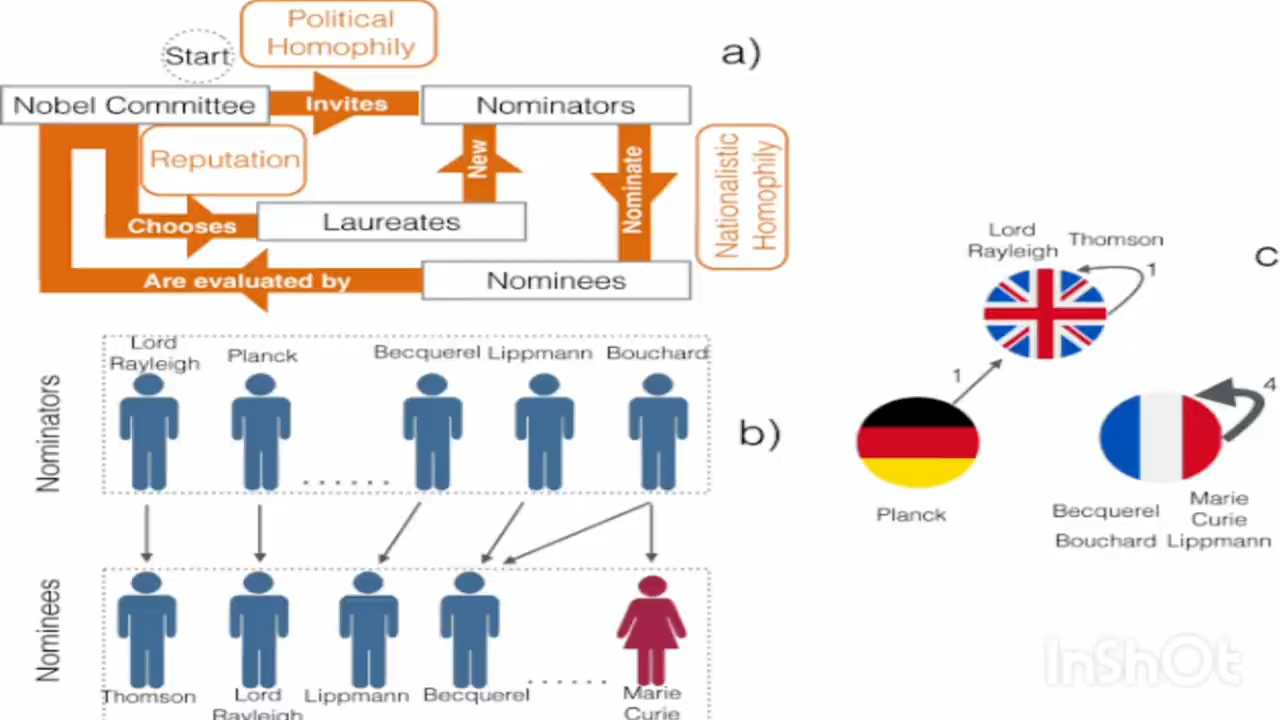 Political
Homophily
Start
a)
Nobel Committee
Invites
Nominators
Reputation
New
Nominate
Nationalistic
Homophily
Chooses
Laureates
Are evaluated by
Nominees
Lord
Rayleigh
Planck
Becquerel
Lippmann
Bouchard
Nominators
b)
Nominees
Thomson
Lord
Rayleigh
Lippmann
Becquerel
Marie
Curie
Lord
Rayleigh
Thomson
C
1
1
4
Planck
Becquerel
Marie
Curie
Bouchard
Lippmann
InShOt